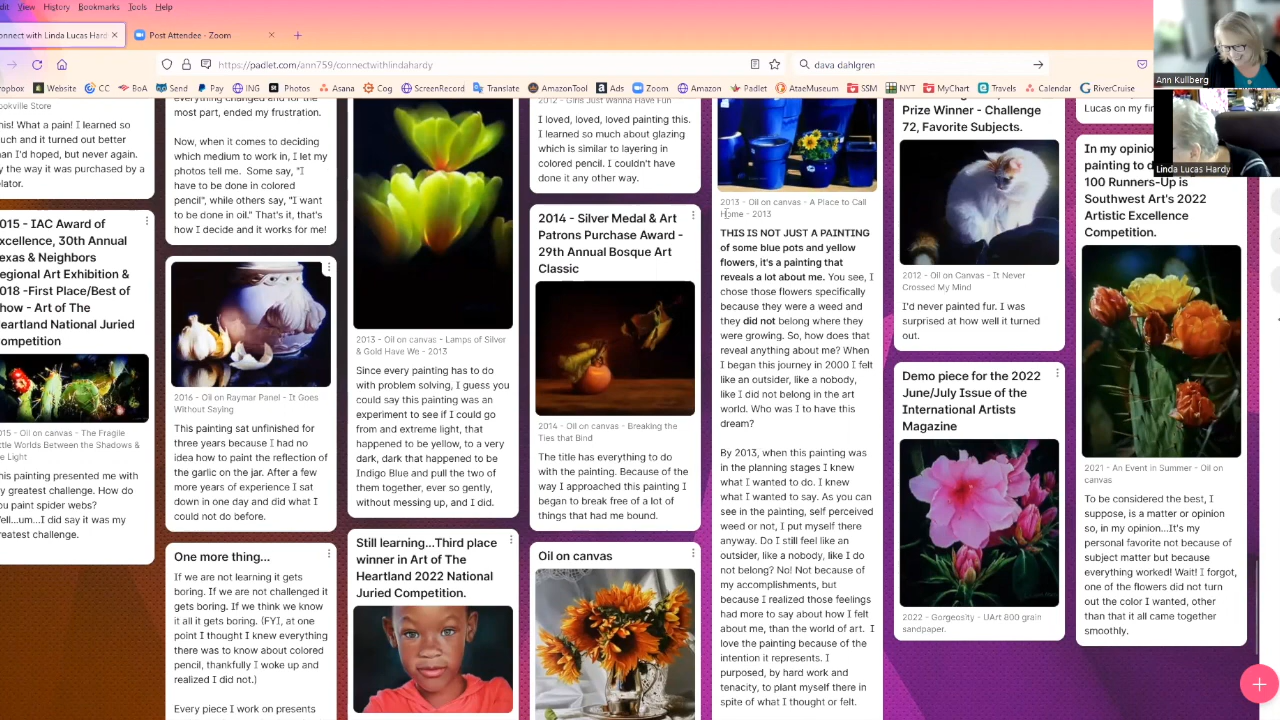 dit View History Bookmarks Tools Help
onnect with Linda Lucas Hard
Post Attendee - Zoom
https://padlet.com/ann759/connectwithlindahardy
dava dahlgren
ropbox Website CC BoA Send Pay ING Photos Asana Cog ScreenRecord Translate AmazonTool Ads Zoom Amazon Padlet AtaeMuseum SSM NYT MyChart Travels Calendar RiverCruise
Ann Kullberg
Linda Lucas Hardy
ookville Store
his! What a pain! I learned so
uch and it turned out better
an I'd hoped, but never again.
y the way it was purchased by a
olator.
015 - IAC Award of
xcellence, 30th Annual
exas & Neighbors
egional Art Exhibition &
018 -First Place/Best of
how - Art of The
eartland National Juried
ompetition
015 - Oil on canvas - The Fragile
ttle Worlds Between the Shadows &
e Light
his painting presented me with
y greatest challenge. How do
ou paint spider webs?
ell...um...I did say it was my
reatest challenge.
everything changed and for the
most part, ended my frustration.
Now, when it comes to deciding
which medium to work in, I let my
photos tell me. Some say, "I
have to be done in colored
pencil", while others say, "I want
to be done in oil." That's it, that's
how I decide and it works for me!
2016 - Oil on Raymar Panel - It Goes
Without Saying
This painting sat unfinished for
three years because I had no
idea how to paint the reflection of
the garlic on the jar. After a few
more years of experience I sat
down in one day and did what I
could not do before.
One more thing...
If we are not learning it gets
boring. If we are not challenged it
gets boring. If we think we know
it all it gets boring. (FYI, at one
point I thought I knew everything
there was to know about colored
pencil, thankfully I woke up and
realized I did not.)
Every piece I work on presents
2013 - Oil on canvas - Lamps of Silver
& Gold Have We - 2013
Since every painting has to do
with problem solving, I guess you
could say this painting was an
experiment to see if I could go
from and extreme light, that
happened to be yellow, to a very
dark, dark that happened to be
Indigo Blue and pull the two of
them together, ever so gently,
without messing up, and I did.
Still learning...Third place
winner in Art of The
Heartland 2022 National
Juried Competition.
2012 - Girls Just Wanna Have Fun
I loved, loved, loved painting this.
I learned so much about glazing
which is similar to layering in
colored pencil. I couldn't have
done it any other way.
2014 - Silver Medal & Art
Patrons Purchase Award -
29th Annual Bosque Art
Classic
2014 - Oil on canvas - Breaking the
Ties that Bind
The title has everything to do
with the painting. Because of the
way I approached this painting I
began to break free of a lot of
things that had me bound.
Oil on canvas
2013 - Oil on canvas - A Place to Call
Home - 2013
THIS IS NOT JUST A PAINTING
of some blue pots and yellow
flowers, it's a painting that
reveals a lot about me. You see, I
chose those flowers specifically
because they were a weed and
they did not belong where they
were growing. So, how does that
reveal anything about me? When
I began this journey in 2000 I felt
like an outsider, like a nobody,
like I did not belong in the art
world. Who was I to have this
dream?
By 2013, when this painting was
in the planning stages I knew
what I wanted to do. I knew
what I wanted to say. As you can
see in the painting, self perceived
weed or not, I put myself there
anyway. Do I still feel like an
outsider, like a nobody, like I do
not belong? No! Not because of
my accomplishments, but
because I realized those feelings
had more to say about how I felt
about me, than the world of art. I
love the painting because of the
intention it represents. I
purposed, by hard work and
tenacity, to plant myself there in
spite of what I thought or felt.
Prize Winner - Challenge
72, Favorite Subjects.
2012 - Oil on Canvas - It Never
Crossed My Mind
I'd never painted fur. I was
surprised at how well it turned
out.
Demo piece for the 2022
June/July Issue of the
International Artists
Magazine
2022 - Gorgeosity - UArt 800 grain
sandpaper.
Lucas on my fir
In my opinio
painting to d
100 Runners-Up is
Southwest Art's 2022
Artistic Excellence
Competition.
2021 - An Event in Summer - Oil on
canvas
To be considered the best, I
suppose, is a matter or opinion
so, in my opinion...It's my
personal favorite not because of
subject matter but because
everything worked! Wait! I forgot,
one of the flowers did not turn
out the color I wanted, other
than that it all came together
smoothly.